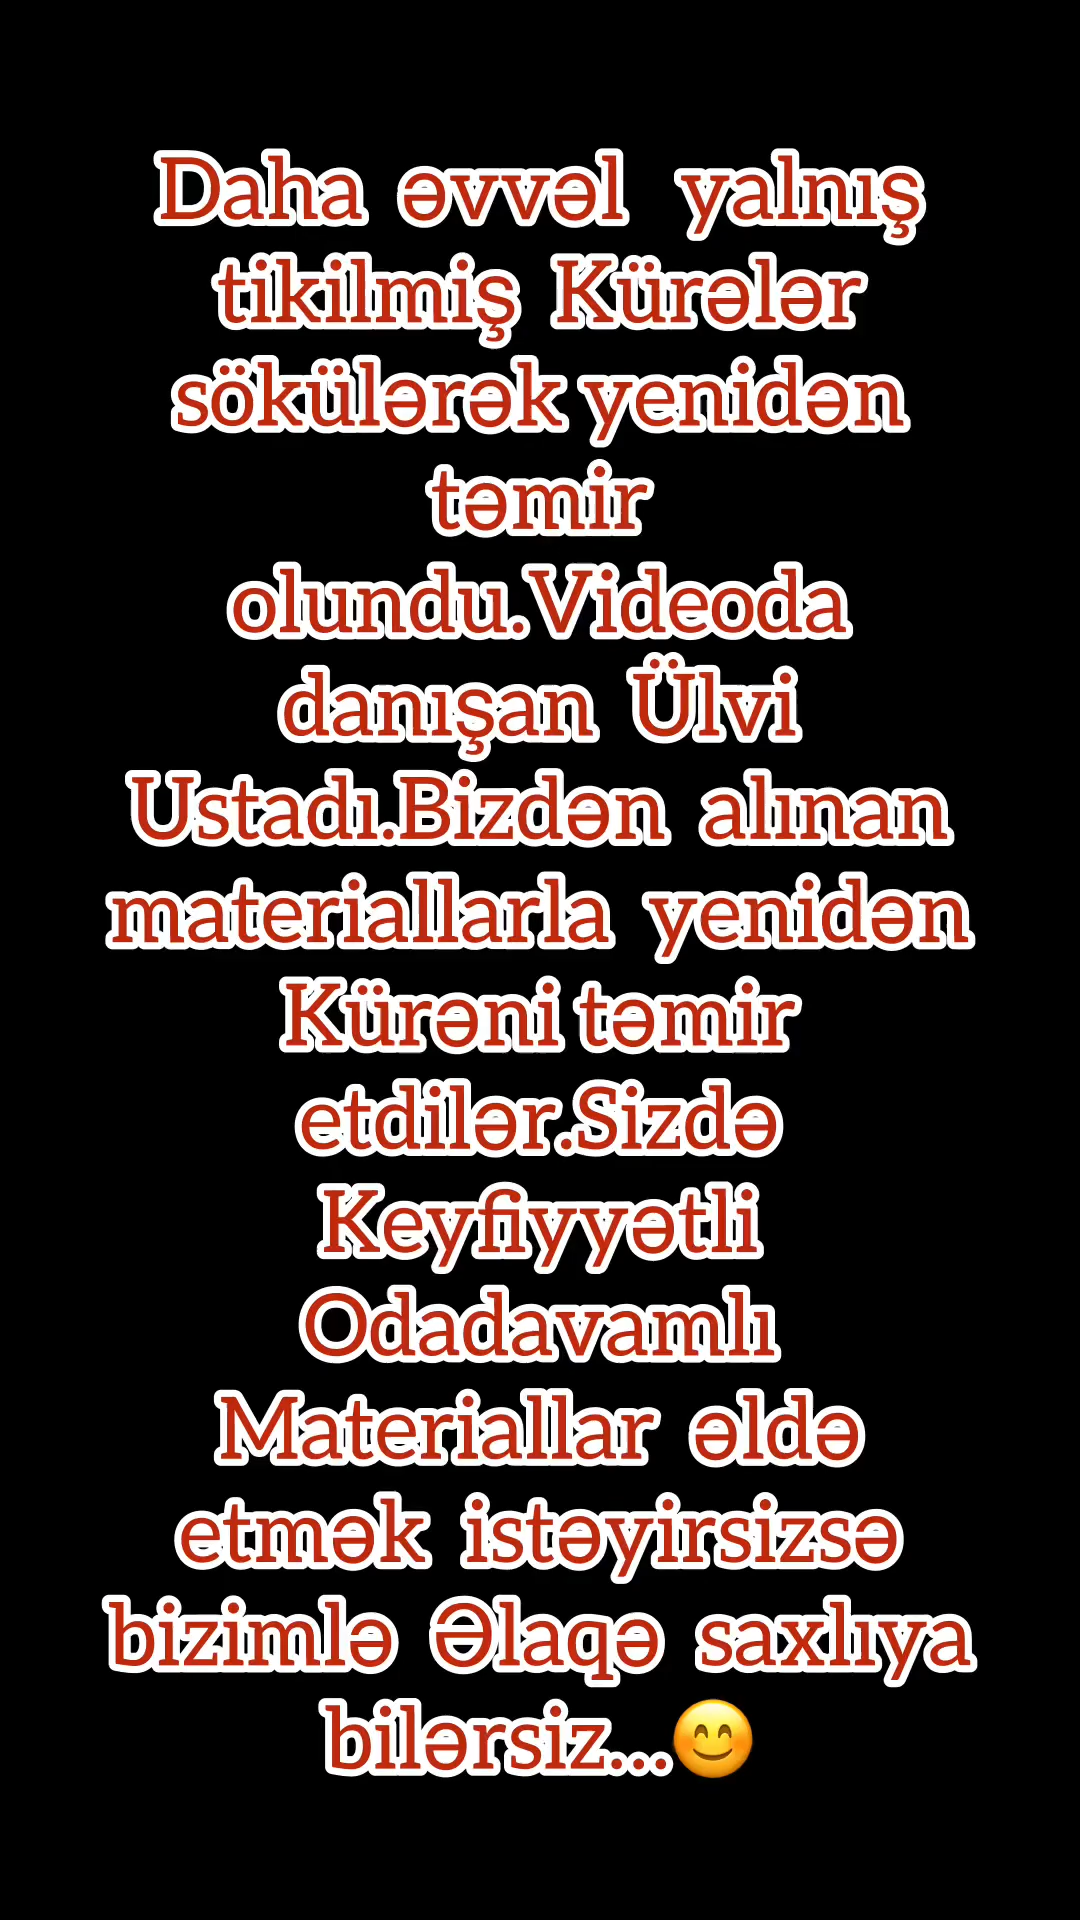 Daha əvvəl yalnış
tikilmiş Kürələr
sökülərək yenidən
təmir
olundu.Videoda
danışan Ülvi
Ustadı.Bizdən alınan
materiallarla yenidən
Kürəni təmir
etdilər.Sizdə
Keyfiyyətli
Odadavamlı
Materiallar əldə
etmək istəyirsizsə
bizimlə Əlaqə saxlıya
bilərsiz...😊